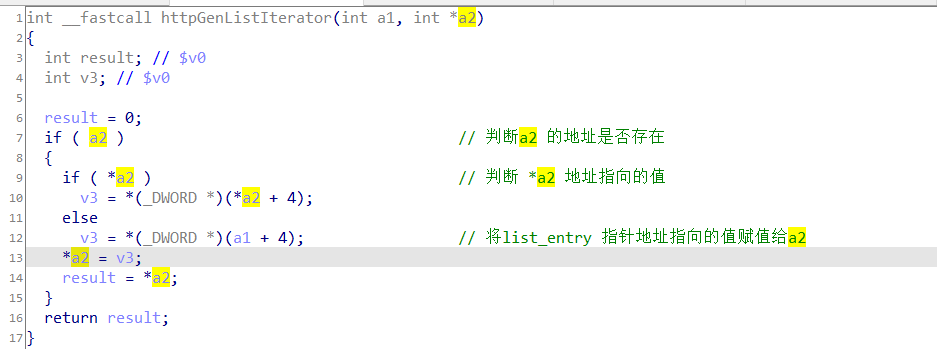 1 int __fastcall httpGenListIterator(int a1, int *a2)
2 {
3   int result; // $v0
4   int v3; // $v0
5
6   result = 0;
7   if ( a2 )                                    // 判断a2 的地址是否存在
8   {
9     if ( *a2 )                                 // 判断 *a2 地址指向的值
10       v3 = *(_DWORD *)(*a2 + 4);
11     else
12       v3 = *(_DWORD *)(a1 + 4);                // 将list_entry 指针地址指向的值赋值给a2
13     *a2 = v3;
14     result = *a2;
15   }
16   return result;
17 }